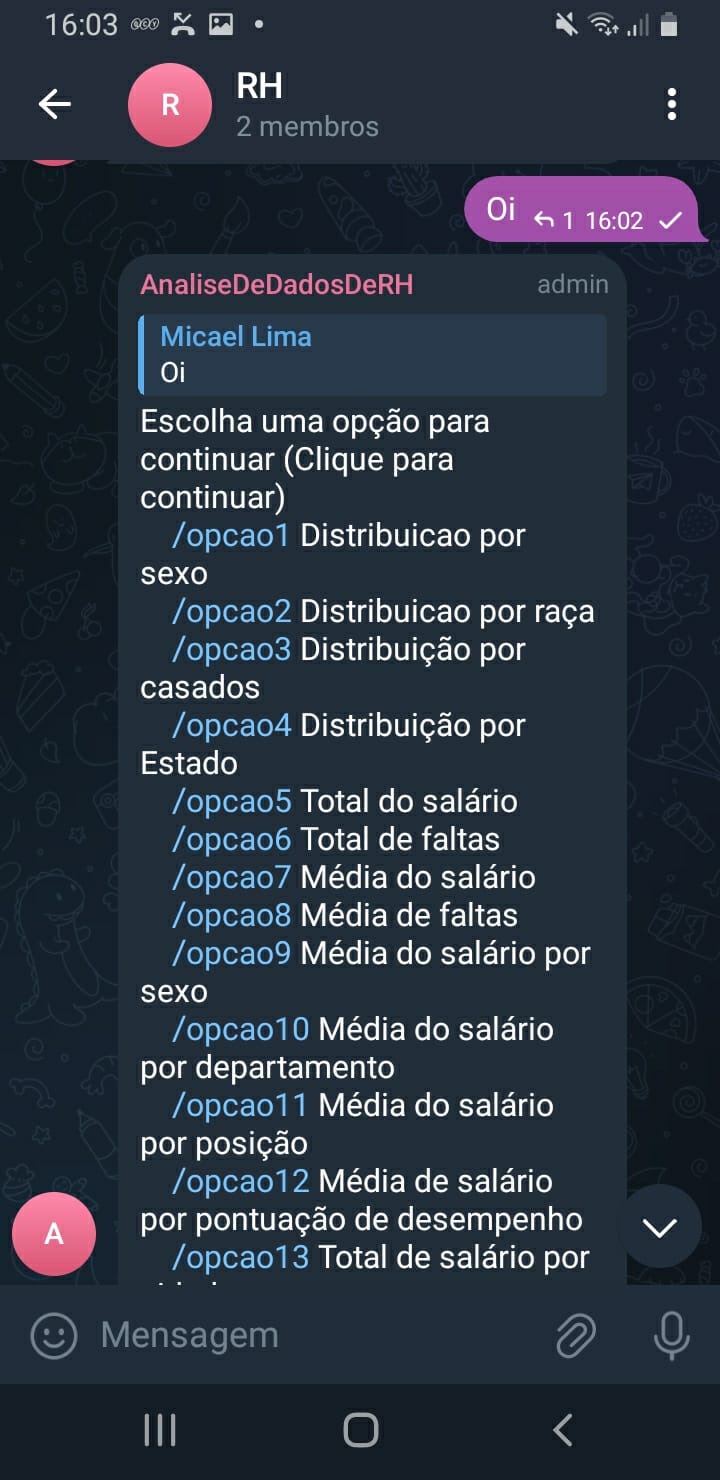 16:03
R
RH
2 membros
Oi
1 16:02
AnaliseDeDadosDeRH admin
Micael Lima
Oi
Escolha uma opção para
continuar (Clique para
continuar)
/opcao1 Distribuicao por
sexo
/opcao2 Distribuicao por raça
/opcao3 Distribuição por
casados
/opcao4 Distribuição por
Estado
/opcao5 Total do salário
/opcao6 Total de faltas
/opcao7 Média do salário
/opcao8 Média de faltas
/opcao9 Média do salário por
sexo
/opcao10 Média do salário
por departamento
/opcao11 Média do salário
por posição
/opcao12 Média de salário
por pontuação de desempenho
/opcao13 Total de salário por
A
Mensagem